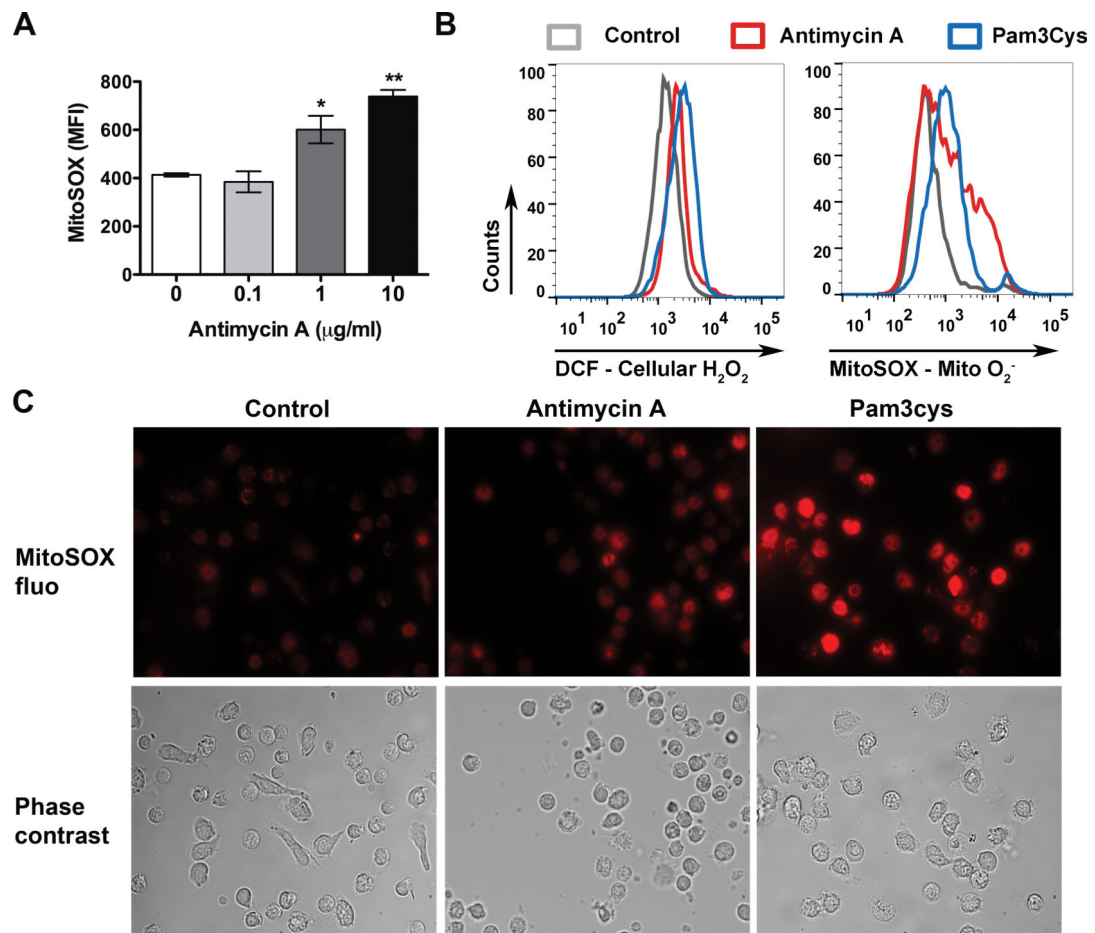 A
MitoSOX (MFI)
800
600
400
200
0
*
**
0 0.1 1 10
Antimycin A (μg/ml)
B
Control Antimycin A Pam3Cys
Counts
100
80
60
40
20
0
10¹ 10² 10³ 10⁴ 10⁵
DCF - Cellular H₂O₂
100
80
60
40
20
0
10¹ 10² 10³ 10⁴ 10⁵
MitoSOX - Mito O₂⁻
C
Control Antimycin A Pam3cys
MitoSOX
fluo
Phase
contrast